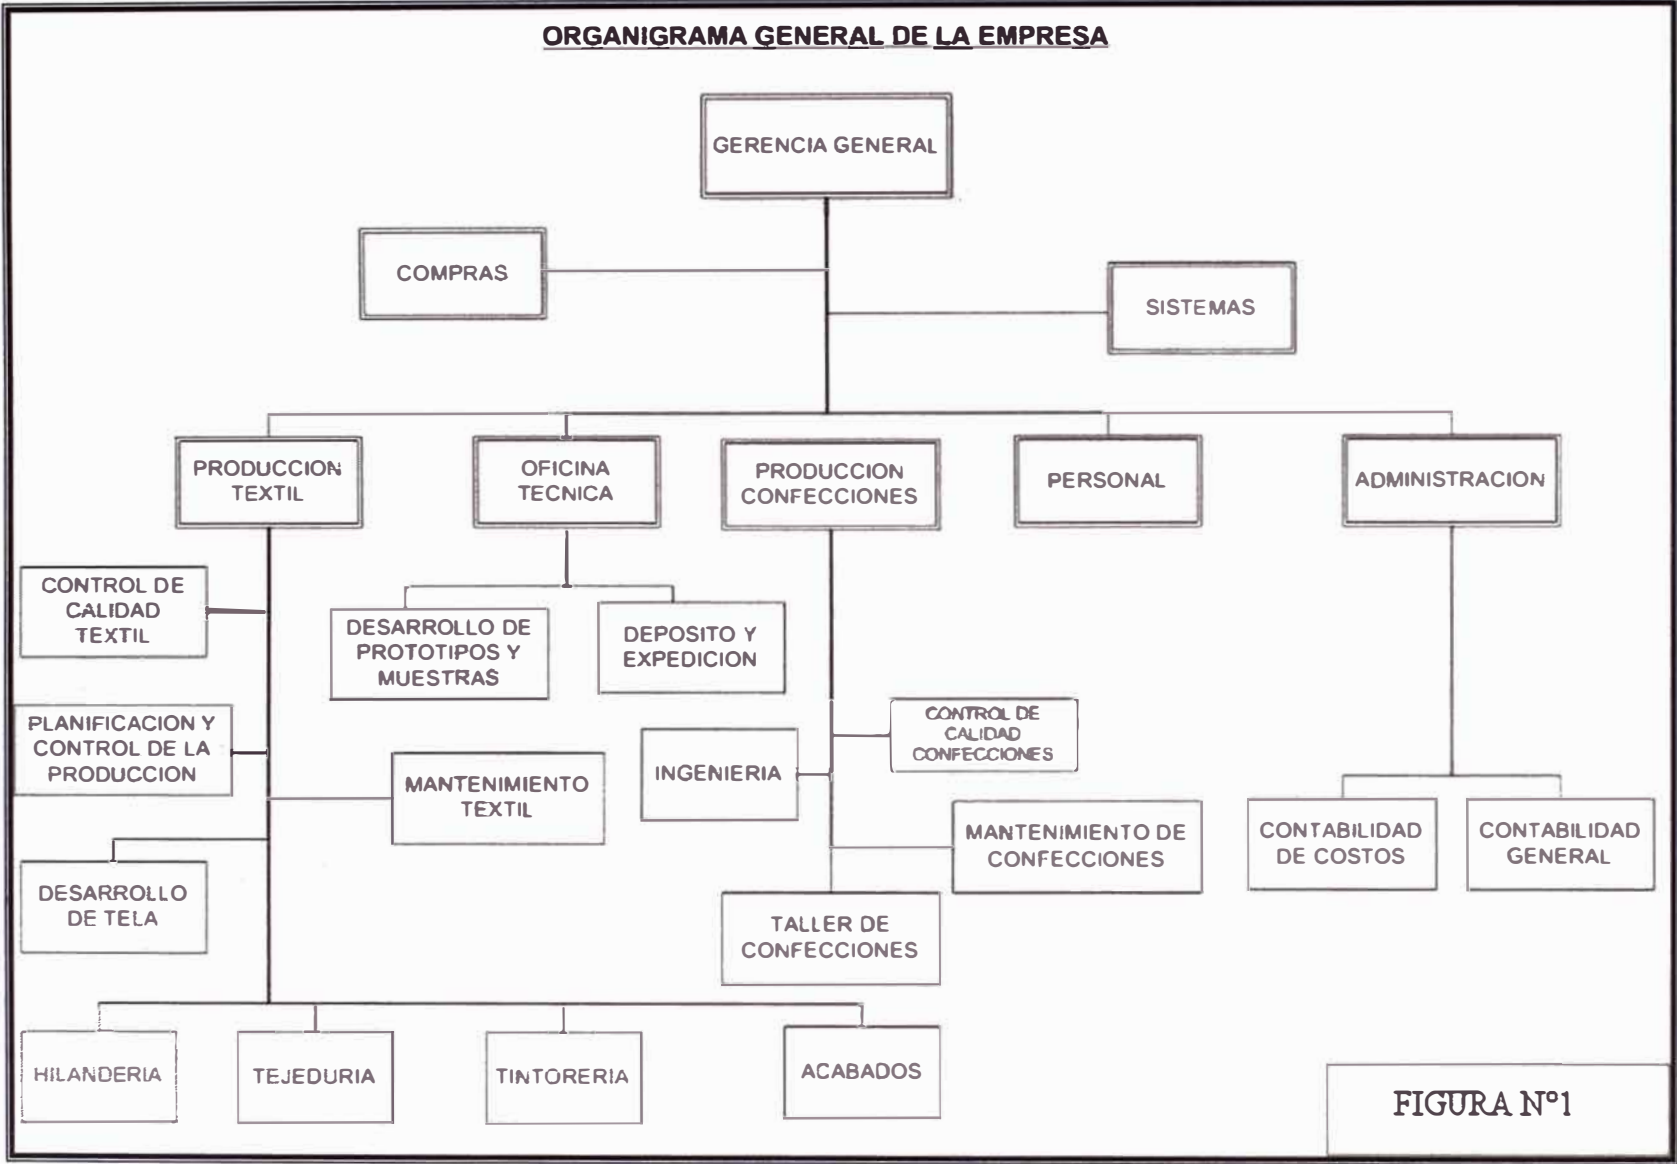 ORGANIGRAMA GENERAL DE LA EMPRESA
GERENCIA GENERAL
COMPRAS
SISTEMAS
PRODUCCION
TEXTIL
OFICINA
TECNICA
PRODUCCION
CONFECCIONES
PERSONAL
ADMINISTRACION
CONTROL DE
CALIDAD
TEXTIL
DESARROLLO DE
PROTOTIPOS Y
MUESTRAS
DEPOSITO Y
EXPEDICION
PLANIFICACION Y
CONTROL DE LA
PRODUCCION
MANTENIMIENTO
TEXTIL
INGENIERIA
CONTROL DE
CALIDAD
CONFECCIONES
MANTENIMIENTO DE
CONFECCIONES
CONTABILIDAD
DE COSTOS
CONTABILIDAD
GENERAL
DESARROLLO
DE TELA
TALLER DE
CONFECCIONES
HILANDERIA
TEJEDURIA
TINTORERIA
ACABADOS
FIGURA Nº1